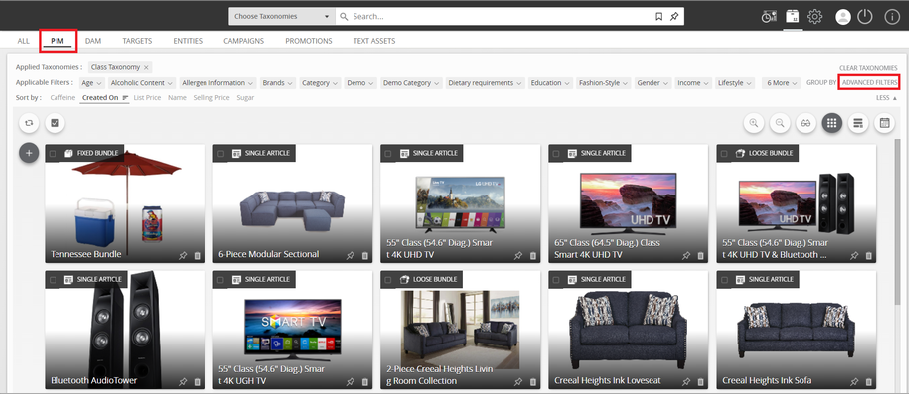 Choose Taxonomies Search...
ALL PIM DAM TARGETS ENTITIES CAMPAIGNS PROMOTIONS TEXT ASSETS
Applied Taxonomies : Class Taxonomy × CLEAR TAXONOMIES
Applicable Filters : Age Alcoholic Content Allergee Information Brands Category Demo Demo Category Dietary requirements Education Fashion-Style Gender Income Lifestyle 6 More GROUP BY ADVANCED FILTERS
Sort by : Caffeine Created On List Price Name Selling Price Sugar LESS
FIXED BUNDLE
Tennessee Bundle
SINGLE ARTICLE
6-Piece Modular Sectional
SINGLE ARTICLE
UHD TV
55" Class (54.6" Diag.) Smar
t 4K UHD TV
SINGLE ARTICLE
UHD TV
65" Class (64.5") Diag.) Class
Smart 4K UHD TV
LOOSE BUNDLE
UHD TV
55" Class (54.6" Diag.) Smar
t 4K UHD TV & Bluetooth ...
SINGLE ARTICLE
Bluetooth AudioTower
SINGLE ARTICLE
SMART TV
55" Class (54.6" Diag.) Smar
t 4K UGH TV
LOOSE BUNDLE
2-Piece Creeal Heights Livin
g Room Collection
SINGLE ARTICLE
Creeal Heights Ink Loveseat
SINGLE ARTICLE
Creeal Heights Ink Sofa